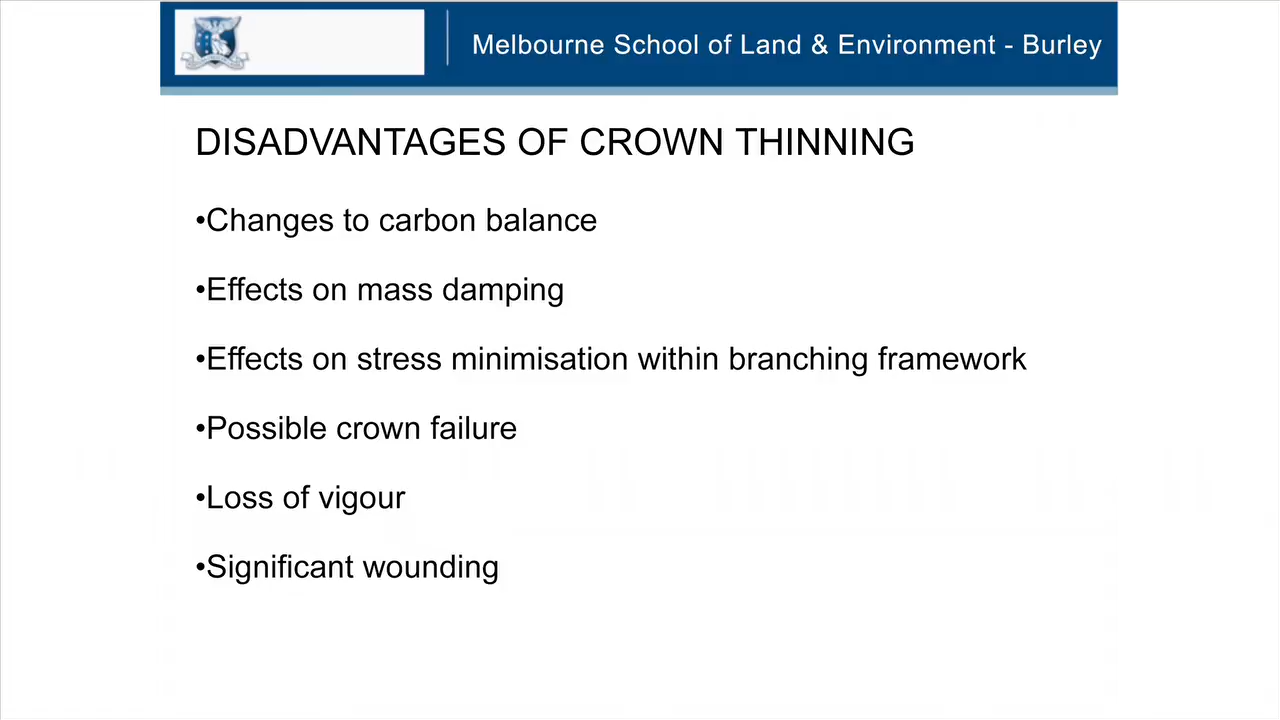 Melbourne School of Land & Environment - Burley
DISADVANTAGES OF CROWN THINNING
•Changes to carbon balance
•Effects on mass damping
•Effects on stress minimisation within branching framework
•Possible crown failure
•Loss of vigour
•Significant wounding